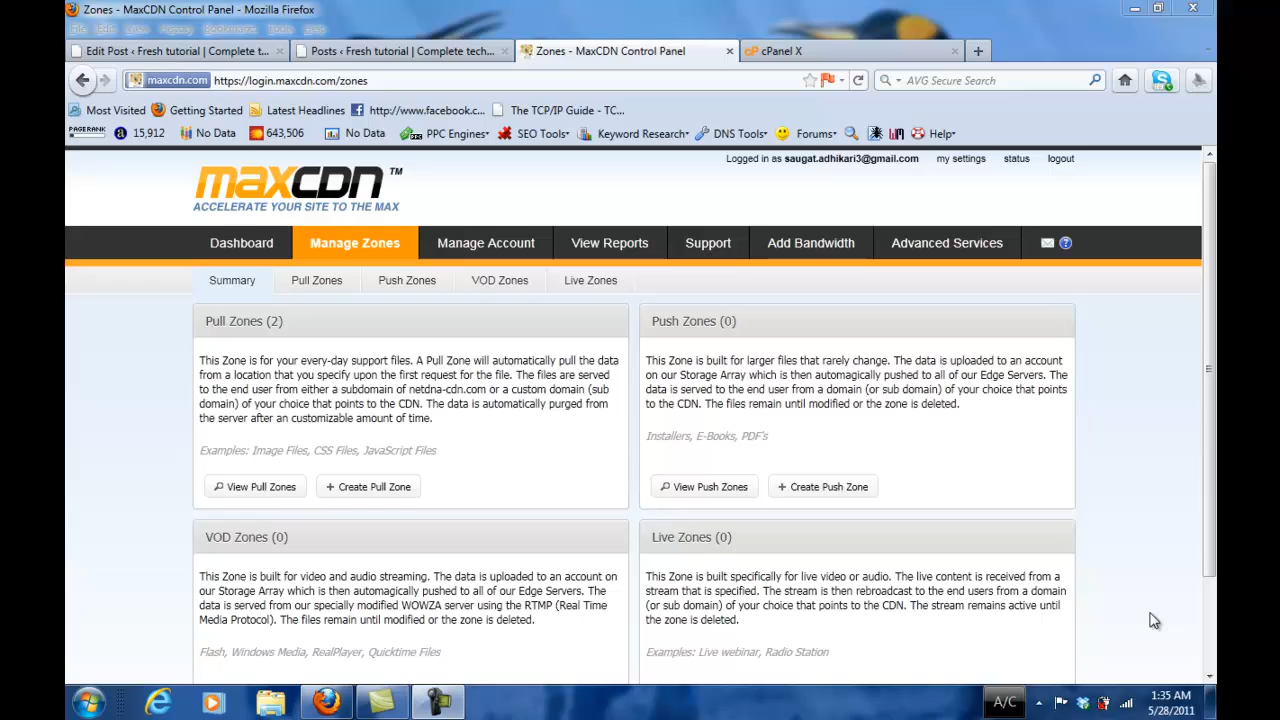 Zones - MaxCDN Control Panel - Mozilla Firefox
File Edit View History Bookmarks Tools Help
Edit Post ‹ Fresh tutorial | Complete t...
Posts ‹ Fresh tutorial | Complete tech...
Zones - MaxCDN Control Panel
cP cPanel X
maxcdn.com https://login.maxcdn.com/zones
AVG Secure Search
Most Visited Getting Started Latest Headlines http://www.facebook.c... The TCP/IP Guide - TC...
PAGERANK 15,912 No Data 643,506 No Data PPC Engines SEO Tools Keyword Research DNS Tools Forums Help
Logged in as saugat.adhikari3@gmail.com my settings status logout
maxcdn™
ACCELERATE YOUR SITE TO THE MAX
Dashboard Manage Zones Manage Account View Reports Support Add Bandwidth Advanced Services
Summary Pull Zones Push Zones VOD Zones Live Zones
Pull Zones (2)
This Zone is for your every-day support files. A Pull Zone will automatically pull the data
from a location that you specify upon the first request for the file. The files are served
to the end user from either a subdomain of netdna-cdn.com or a custom domain (sub
domain) of your choice that points to the CDN. The data is automatically purged from
the server after an customizable amount of time.
Examples: Image Files, CSS Files, JavaScript Files
View Pull Zones + Create Pull Zone
Push Zones (0)
This Zone is built for larger files that rarely change. The data is uploaded to an account
on our Storage Array which is then automagically pushed to all of our Edge Servers. The
data is served to the end user from a domain (or sub domain) of your choice that points
to the CDN. The files remain until modified or the zone is deleted.
Installers, E-Books, PDF's
View Push Zones + Create Push Zone
VOD Zones (0)
This Zone is built for video and audio streaming. The data is uploaded to an account on
our Storage Array which is then automagically pushed to all of our Edge Servers. The
data is served from our specially modified WOWZA server using the RTMP (Real Time
Media Protocol). The files remain until modified or the zone is deleted.
Flash, Windows Media, RealPlayer, Quicktime Files
Live Zones (0)
This Zone is built specifically for live video or audio. The live content is received from a
stream that is specified. The stream is then rebroadcast to the end users from a domain
(or sub domain) of your choice that points to the CDN. The stream remains active until
the zone is deleted.
Examples: Live webinar, Radio Station
A/C
1:35 AM
5/28/2011